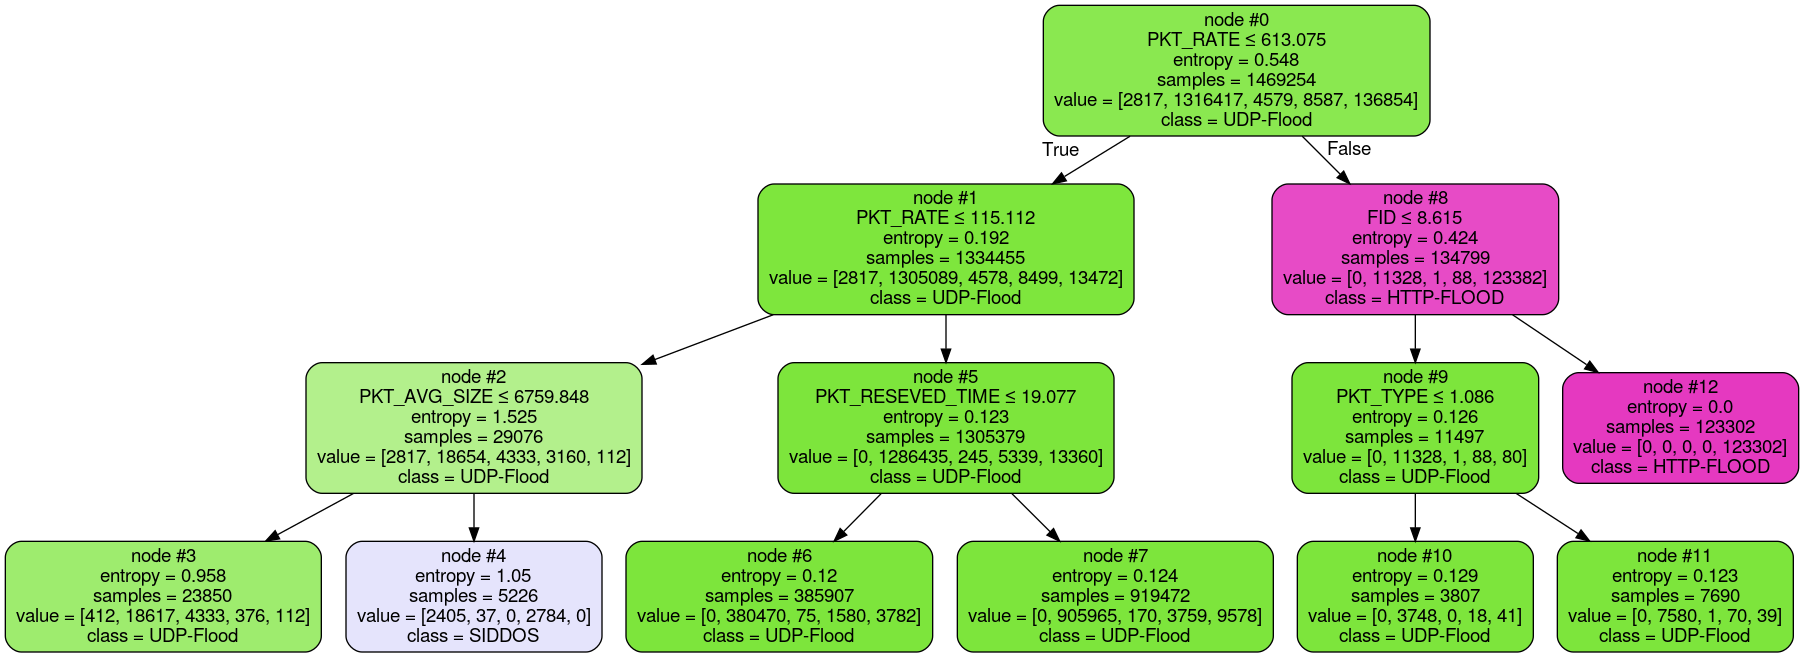 node #0
PKT_RATE ≤ 613.075
entropy = 0.548
samples = 1469254
value = [2817, 1316417, 4579, 8587, 136854]
class = UDP-Flood
True
False
node #1
PKT_RATE ≤ 115.112
entropy = 0.192
samples = 1334455
value = [2817, 1305089, 4578, 8499, 13472]
class = UDP-Flood
node #8
FID ≤ 8.615
entropy = 0.424
samples = 134799
value = [0, 11328, 1, 88, 123382]
class = HTTP-FLOOD
node #2
PKT_AVG_SIZE ≤ 6759.848
entropy = 1.525
samples = 29076
value = [2817, 18654, 4333, 3160, 112]
class = UDP-Flood
node #5
PKT_RESEVED_TIME ≤ 19.077
entropy = 0.123
samples = 1305379
value = [0, 1286435, 245, 5339, 13360]
class = UDP-Flood
node #9
PKT_TYPE ≤ 1.086
entropy = 0.126
samples = 11497
value = [0, 11328, 1, 88, 80]
class = UDP-Flood
node #12
entropy = 0.0
samples = 123302
value = [0, 0, 0, 0, 123302]
class = HTTP-FLOOD
node #3
entropy = 0.958
samples = 23850
value = [412, 18617, 4333, 376, 112]
class = UDP-Flood
node #4
entropy = 1.05
samples = 5226
value = [2405, 37, 0, 2784, 0]
class = SIDDOS
node #6
entropy = 0.12
samples = 385907
value = [0, 380470, 75, 1580, 3782]
class = UDP-Flood
node #7
entropy = 0.124
samples = 919472
value = [0, 905965, 170, 3759, 9578]
class = UDP-Flood
node #10
entropy = 0.129
samples = 3807
value = [0, 3748, 0, 18, 41]
class = UDP-Flood
node #11
entropy = 0.123
samples = 7690
value = [0, 7580, 1, 70, 39]
class = UDP-Flood